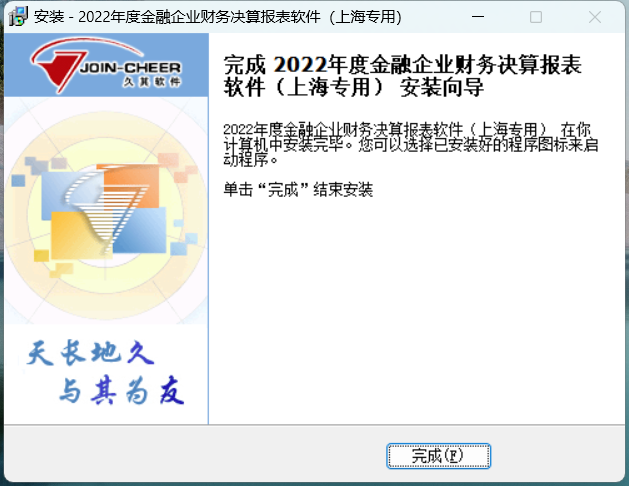 安装 - 2022年度金融企业财务决算报表软件（上海专用）
JOIN-CHEER
久其软件
完成 2022年度金融企业财务决算报表
软件（上海专用） 安装向导
2022年度金融企业财务决算报表软件（上海专用） 在你
计算机中安装完毕。您可以选择已安装好的程序图标来启
动程序。
单击“完成”结束安装
天长地久
与其为友
完成(F)